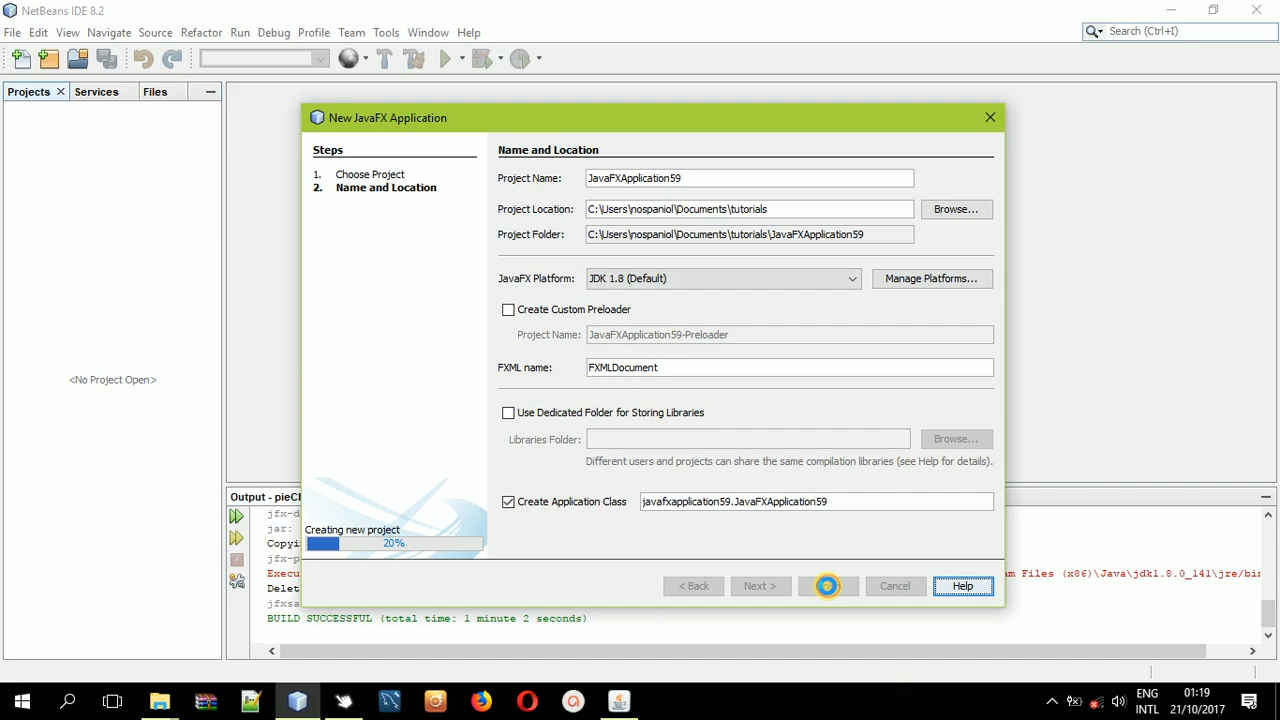 NetBeans IDE 8.2
File Edit View Navigate Source Refactor Run Debug Profile Team Tools Window Help
Search (Ctrl+I)
Projects Services Files
<No Project Open>
New JavaFX Application
Steps
1. Choose Project
2. Name and Location
Name and Location
Project Name: JavaFXApplication59
Project Location: C:\Users\nospaniol\Documents\tutorials Browse...
Project Folder: C:\Users\nospaniol\Documents\tutorials\JavaFXApplication59
JavaFX Platform: JDK 1.8 (Default) Manage Platforms...
Create Custom Preloader
Project Name: JavaFXApplication59-Preloader
FXML name: FXMLDocument
Use Dedicated Folder for Storing Libraries
Libraries Folder: Browse...
Different users and projects can share the same compilation libraries (see Help for details).
Create Application Class javafxapplication59.JavaFXApplication59
Creating new project
20%
< Back Next > Cancel Help
Output - pieCh
jfx-d
jar:
Copyi
jfx-p
Execu m Files (x86)\Java\jdk1.8.0_141\jre/bin
Delet
jfxsa
BUILD SUCCESSFUL (total time: 1 minute 2 seconds)
ENG
INTL
01:19
21/10/2017